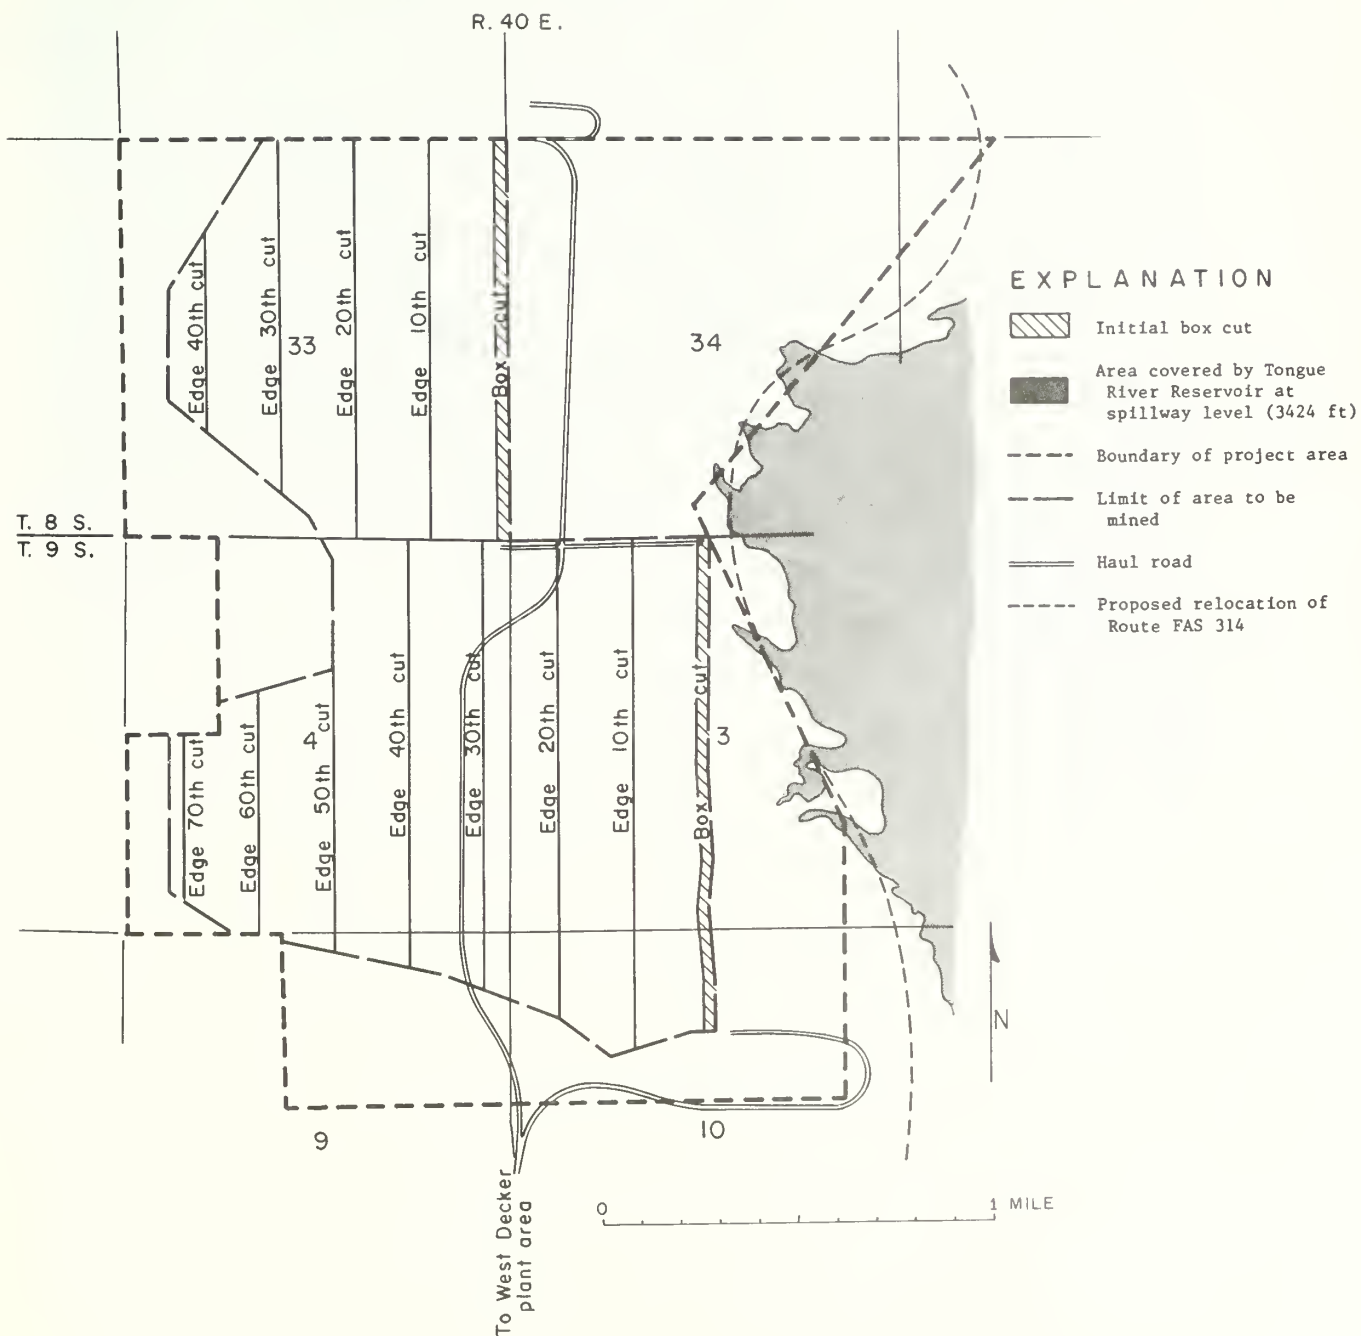 R. 40 E.
Edge 40th cut
Edge 30th cut
Edge 20th cut
Edge 10th cut
Box cut
33
34
T. 8 S.
T. 9 S.
EXPLANATION
Initial box cut
Area covered by Tongue
River Reservoir at
spillway level (3424 ft)
Boundary of project area
Limit of area to be
mined
Haul road
Proposed relocation of
Route FAS 314
Edge 70th cut
Edge 60th cut
Edge 50th cut
4
Edge 40th cut
Edge 30th cut
Edge 20th cut
Edge 10th cut
Box cut
3
N
9
10
To West Decker
plant area
0
1 MILE